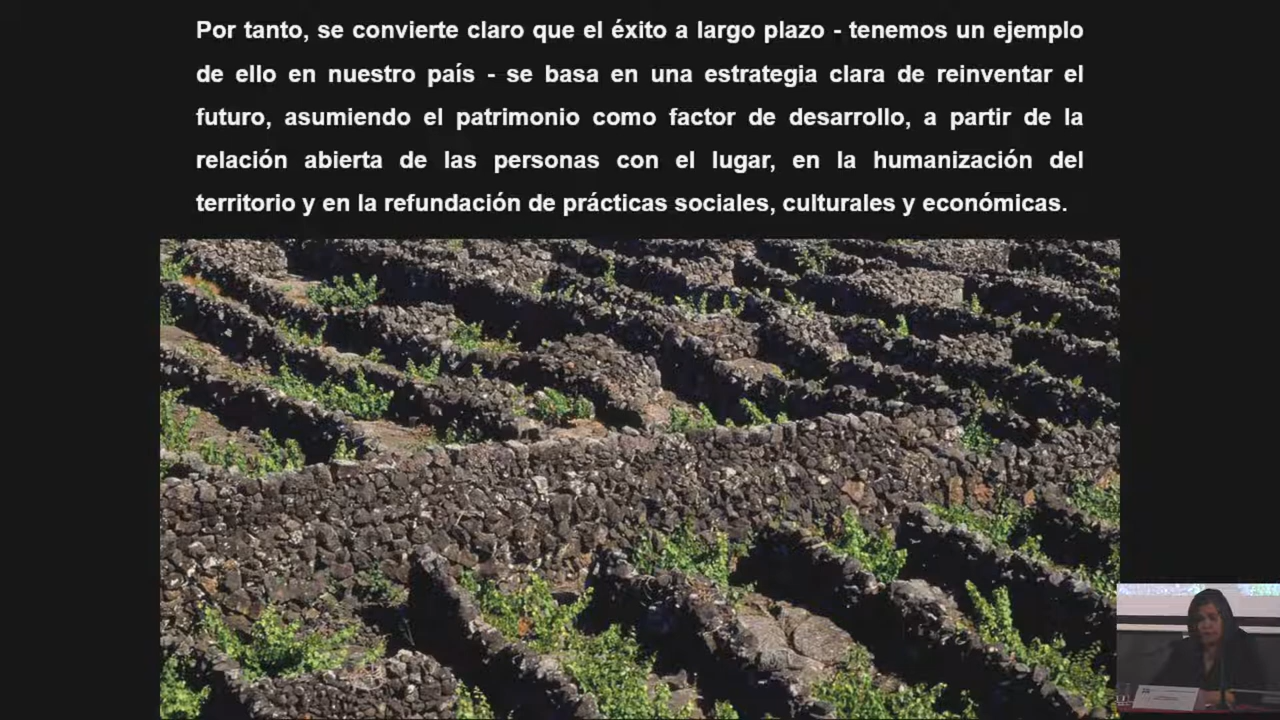 Por tanto, se convierte claro que el éxito a largo plazo - tenemos un ejemplo
de ello en nuestro país - se basa en una estrategia clara de reinventar el
futuro, asumiendo el patrimonio como factor de desarrollo, a partir de la
relación abierta de las personas con el lugar, en la humanización del
territorio y en la refundación de prácticas sociales, culturales y económicas.